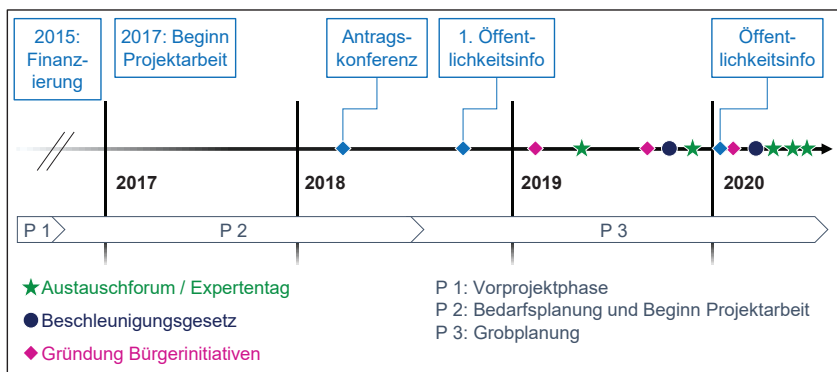 2015:
Finanz-
ierung
2017: Beginn
Projektarbeit
Antrags-
konferenz
1. Öffent-
lichkeitsinfo
Öffent-
lichkeitsinfo
2017
2018
2019
2020
P 1
P 2
P 3
Austauschforum / Expertentag
Beschleunigungsgesetz
Gründung Bürgerinitiativen
P 1: Vorprojektphase
P 2: Bedarfsplanung und Beginn Projektarbeit
P 3: Grobplanung